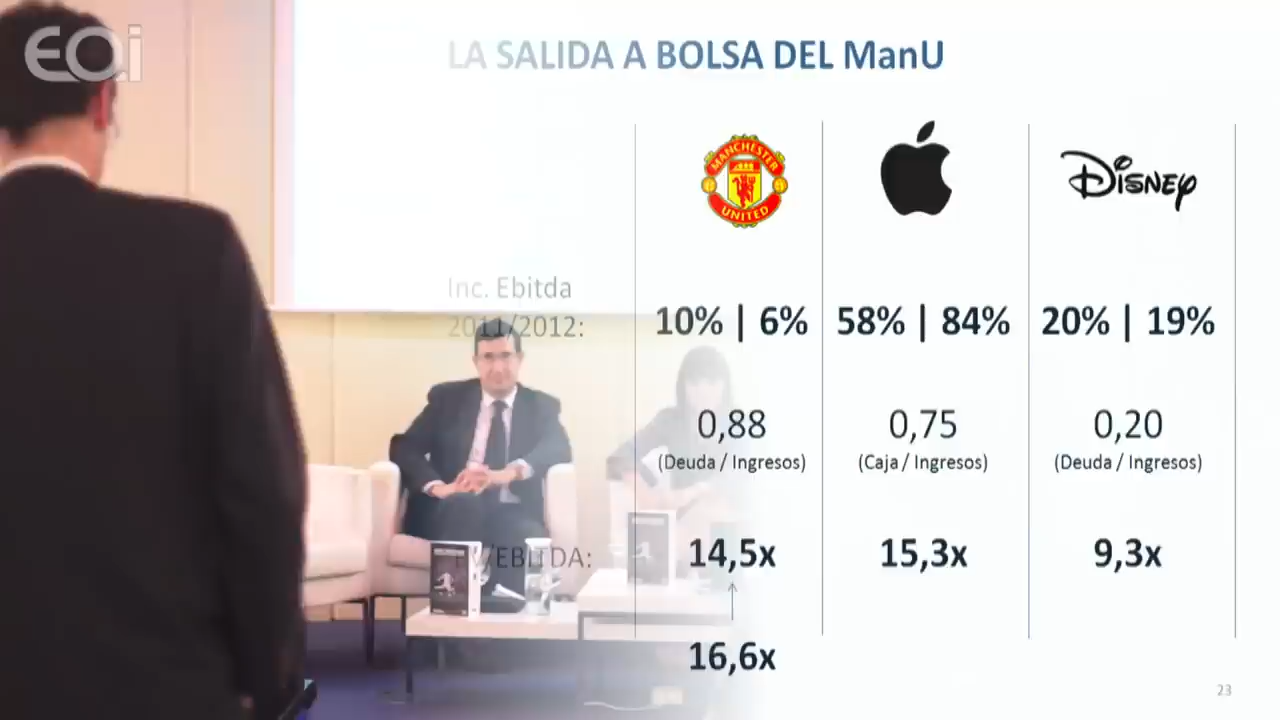 EOi
LA SALIDA A BOLSA DEL ManU
MANCHESTER
UNITED
DISNEY
Inc. Ebitda
2011/2012:
10% | 6%
58% | 84%
20% | 19%
0,88
0,75
0,20
(Deuda / Ingresos)
(Caja / Ingresos)
(Deuda / Ingresos)
/EBITDA:
14,5x
15,3x
9,3x
16,6x
23